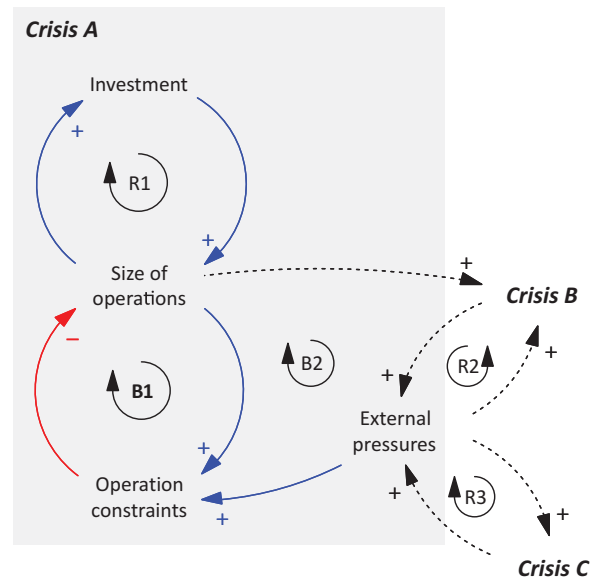 Crisis A
Investment
+
R1
+
Size of
operations
+
Crisis B
−
B1
B2
+
R2
+
External
pressures
+
Operation
constraints
+
+
R3
+
Crisis C